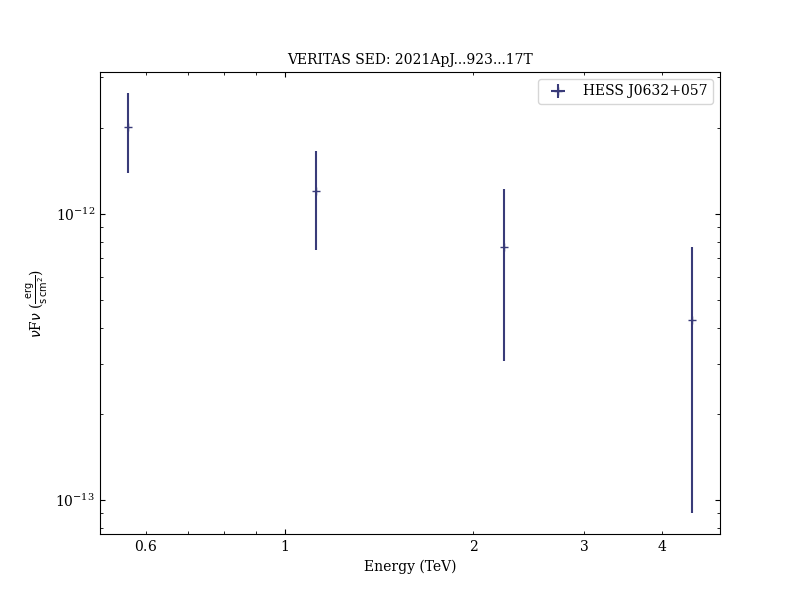 VERITAS SED: 2021ApJ...923...17T
HESS J0632+057
10⁻¹²
10⁻¹³
νFν (erg / s cm²)
0.6 1 2 3 4
Energy (TeV)